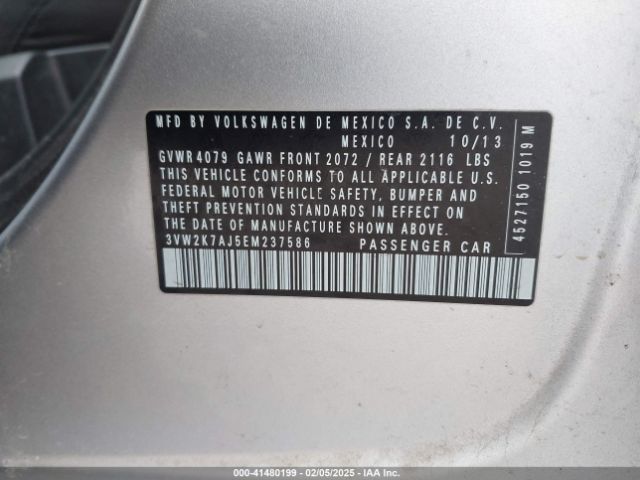 MFD BY VOLKSWAGEN DE MEXICO S.A. DE C.V.
MEXICO 10/13
GVWR 4079 GAWR FRONT 2072 / REAR 2116 LBS
THIS VEHICLE CONFORMS TO ALL APPLICABLE U.S.
FEDERAL MOTOR VEHICLE SAFETY, BUMPER AND
THEFT PREVENTION STANDARDS IN EFFECT ON THE
DATE OF MANUFACTURE SHOWN ABOVE.
3VW2K7AJ5EM237586 PASSENGER CAR
4527150 1019 M
000-41480199 | 02/05/2025 | IAA Inc.